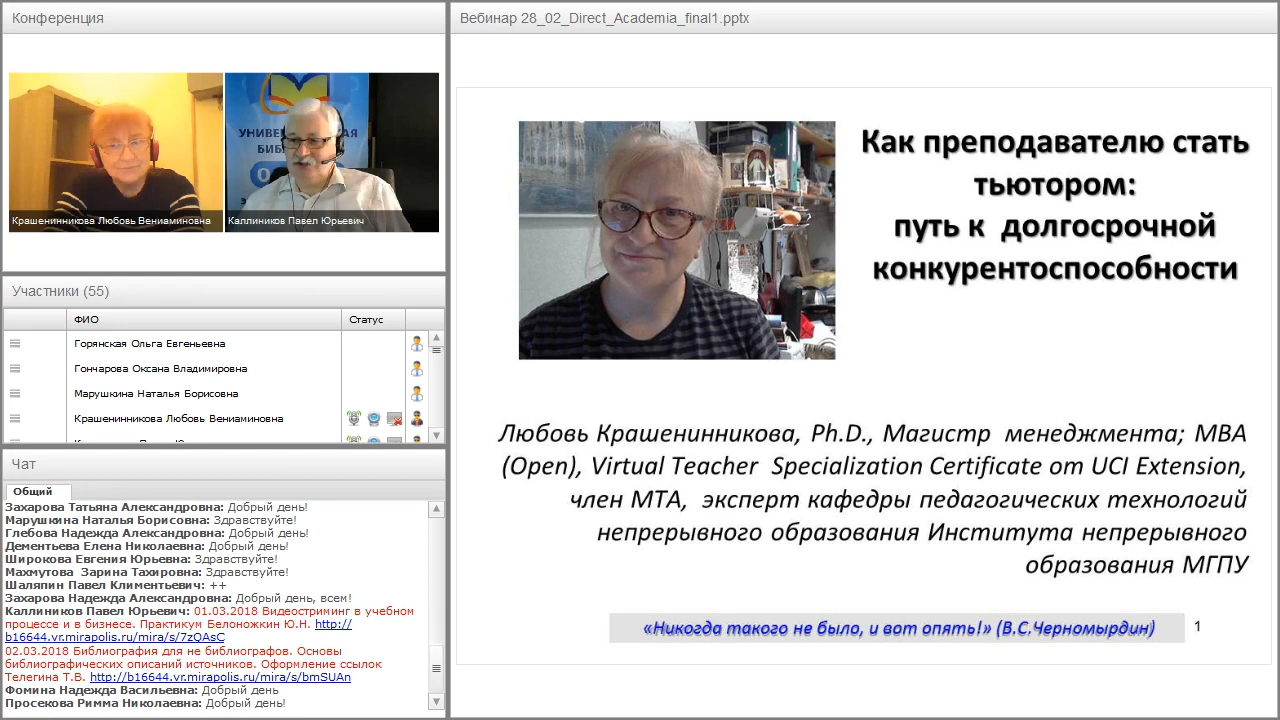 Конференция
УНИВЕ
КАЯ
БИБ
Крашенинникова Любовь Вениаминовна
Каллиников Павел Юрьевич
Участники (55)
ФИО
Статус
Горянская Ольга Евгеньевна
Гончарова Оксана Владимировна
Марушкина Наталья Борисовна
Крашенинникова Любовь Вениаминовна
Чат
Общий
Захарова Татьяна Александровна: Добрый день!
Марушкина Наталья Борисовна: Здравствуйте!
Глебова Надежда Александровна: Добрый день!
Дементьева Елена Николаевна: Добрый день!
Широкова Евгения Юрьевна: Здравствуйте!
Махмутова Зарина Тахировна: Здравствуйте!
Шаляпин Павел Климентьевич: ++
Захарова Надежда Александровна: Добрый день, всем!
Каллиников Павел Юрьевич: 01.03.2018 Видеостриминг в учебном
процессе и в бизнесе. Практикум Белоножкин Ю.Н. http://
b16644.vr.mirapolis.ru/mira/s/7zQAsC
02.03.2018 Библиография для не библиографов. Основы
библиографических описаний источников. Оформление ссылок
Телегина Т.В. http://b16644.vr.mirapolis.ru/mira/s/bmSUAn
Фомина Надежда Васильевна: Добрый день
Просекова Римма Николаевна: Добрый день!
Вебинар 28_02_Direct_Academia_final1.pptx
Как преподавателю стать
тьютором:
путь к долгосрочной
конкурентоспособности
Любовь Крашенинникова, Ph.D., Магистр менеджмента; MBA
(Open), Virtual Teacher Specialization Certificate от UCI Extension,
член МТА, эксперт кафедры педагогических технологий
непрерывного образования Института непрерывного
образования МГПУ
«Никогда такого не было, и вот опять!» (В.С.Черномырдин)
1